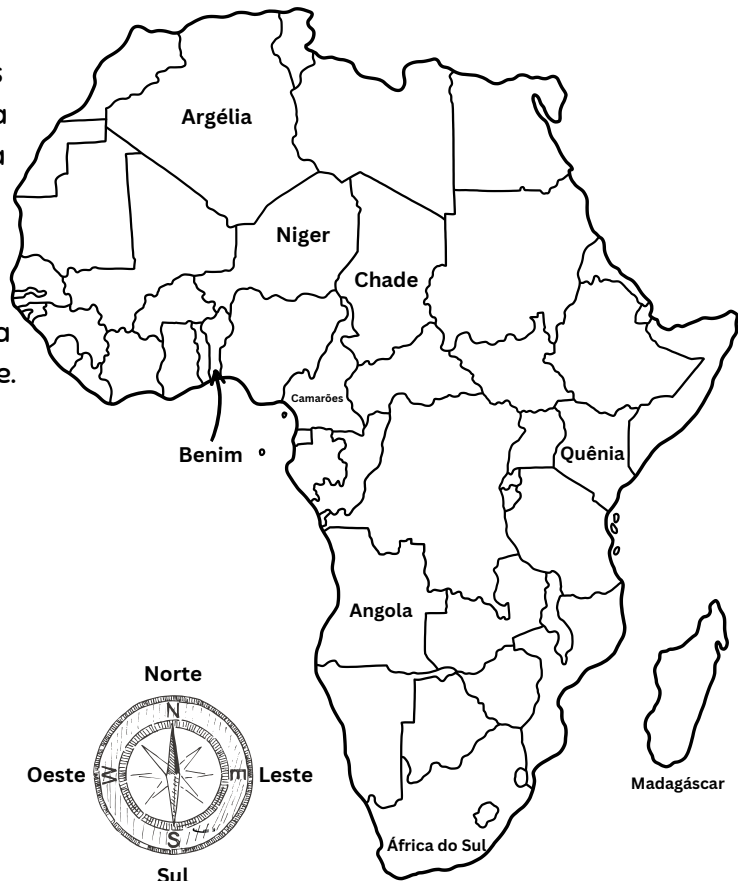 s
a
a
a
e.
Argélia
Niger
Chade
Camarões
Benim
Quênia
Angola
Madagáscar
África do Sul
Norte
N
Oeste
W
E
Leste
S
Sul